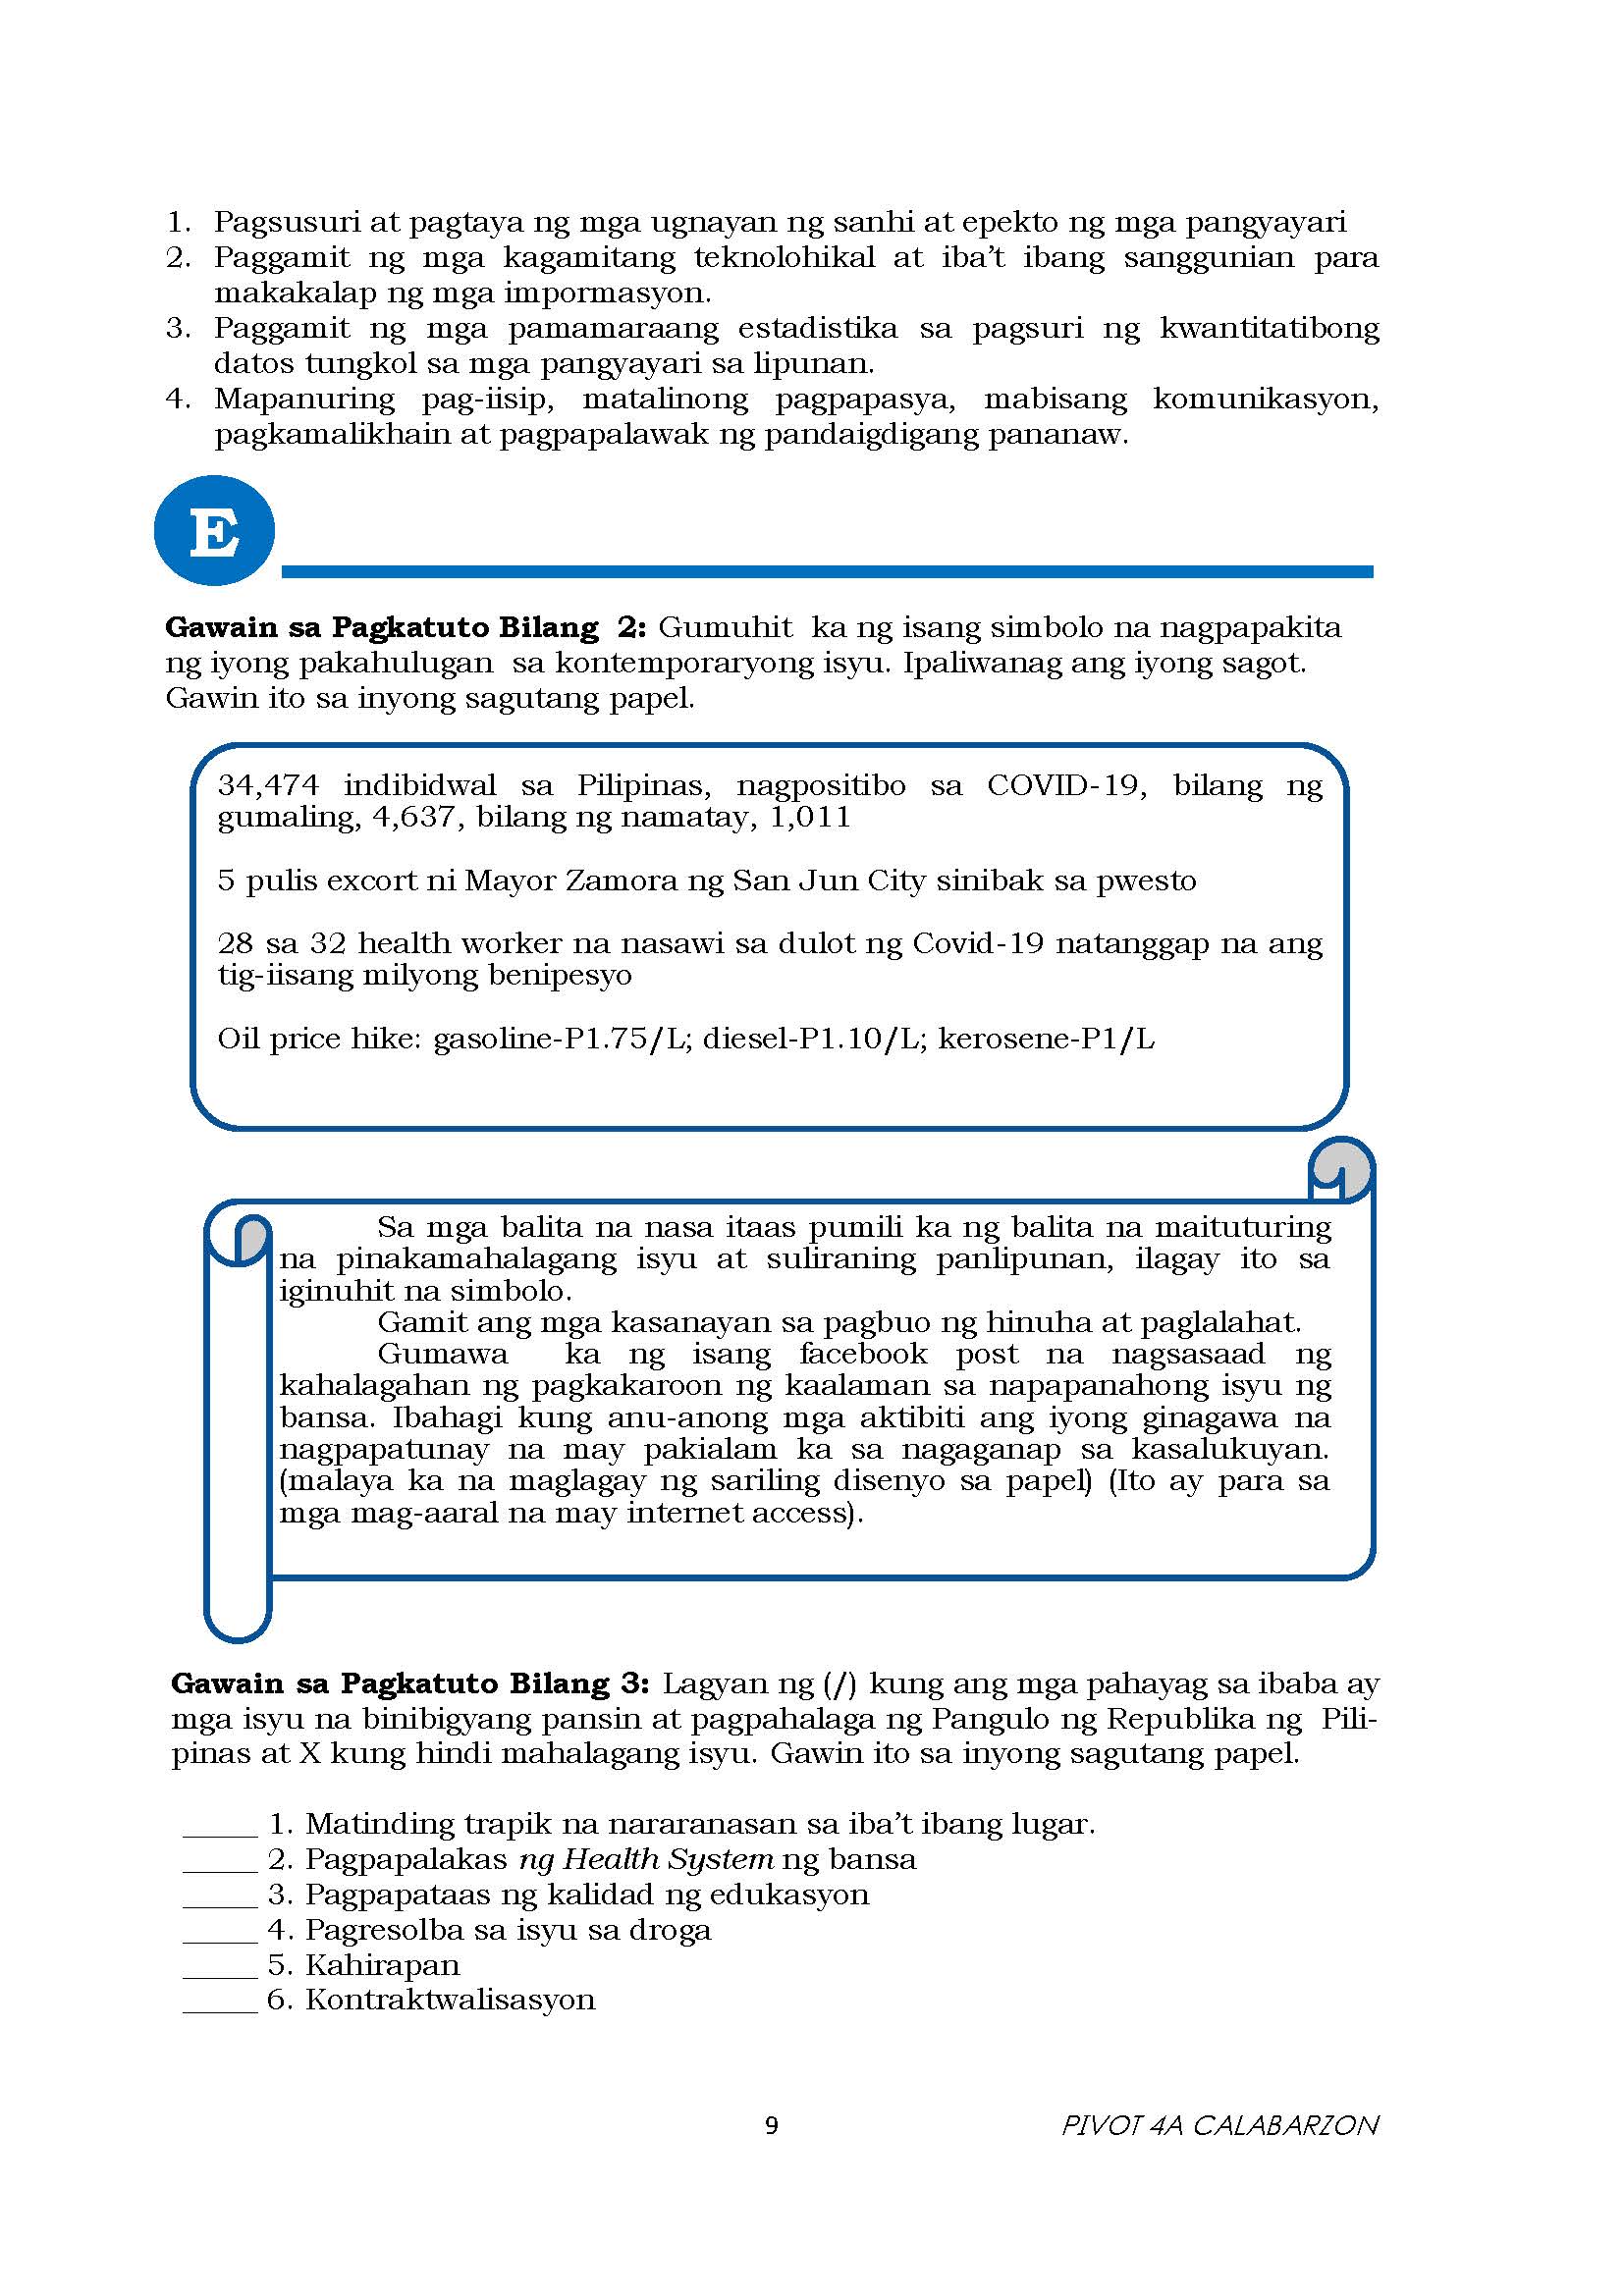 1. Pagsusuri at pagtaya ng mga ugnayan ng sanhi at epekto ng mga pangyayari
2. Paggamit ng mga kagamitang teknolohikal at iba’t ibang sanggunian para
makakalap ng mga impormasyon.
3. Paggamit ng mga pamamaraang estadistika sa pagsuri ng kwantitatibong
datos tungkol sa mga pangyayari sa lipunan.
4. Mapanuring pag-iisip, matalinong pagpapasya, mabisang komunikasyon,
pagkamalikhain at pagpapalawak ng pandaigdigang pananaw.
E
Gawain sa Pagkatuto Bilang 2: Gumuhit ka ng isang simbolo na nagpapakita
ng iyong pakahulugan sa kontemporaryong isyu. Ipaliwanag ang iyong sagot.
Gawin ito sa inyong sagutang papel.
34,474 indibidwal sa Pilipinas, nagpositibo sa COVID-19, bilang ng
gumaling, 4,637, bilang ng namatay, 1,011
5 pulis excort ni Mayor Zamora ng San Jun City sinibak sa pwesto
28 sa 32 health worker na nasawi sa dulot ng Covid-19 natanggap na ang
tig-iisang milyong benipesyo
Oil price hike: gasoline-P1.75/L; diesel-P1.10/L; kerosene-P1/L
Sa mga balita na nasa itaas pumili ka ng balita na maituturing
na pinakamahalagang isyu at suliraning panlipunan, ilagay ito sa
iginuhit na simbolo.
Gamit ang mga kasanayan sa pagbuo ng hinuha at paglalahat.
Gumawa ka ng isang facebook post na nagsasaad ng
kahalagahan ng pagkakaroon ng kaalaman sa napapanahong isyu ng
bansa. Ibahagi kung anu-anong mga aktibiti ang iyong ginagawa na
nagpapatunay na may pakialam ka sa nagaganap sa kasalukuyan.
(malaya ka na maglagay ng sariling disenyo sa papel) (Ito ay para sa
mga mag-aaral na may internet access).
Gawain sa Pagkatuto Bilang 3: Lagyan ng (/) kung ang mga pahayag sa ibaba ay
mga isyu na binibigyang pansin at pagpahalaga ng Pangulo ng Republika ng Pili-
pinas at X kung hindi mahalagang isyu. Gawin ito sa inyong sagutang papel.
_____ 1. Matinding trapik na nararanasan sa iba’t ibang lugar.
_____ 2. Pagpapalakas ng Health System ng bansa
_____ 3. Pagpapataas ng kalidad ng edukasyon
_____ 4. Pagresolba sa isyu sa droga
_____ 5. Kahirapan
_____ 6. Kontraktwalisasyon
9 PIVOT 4A CALABARZON